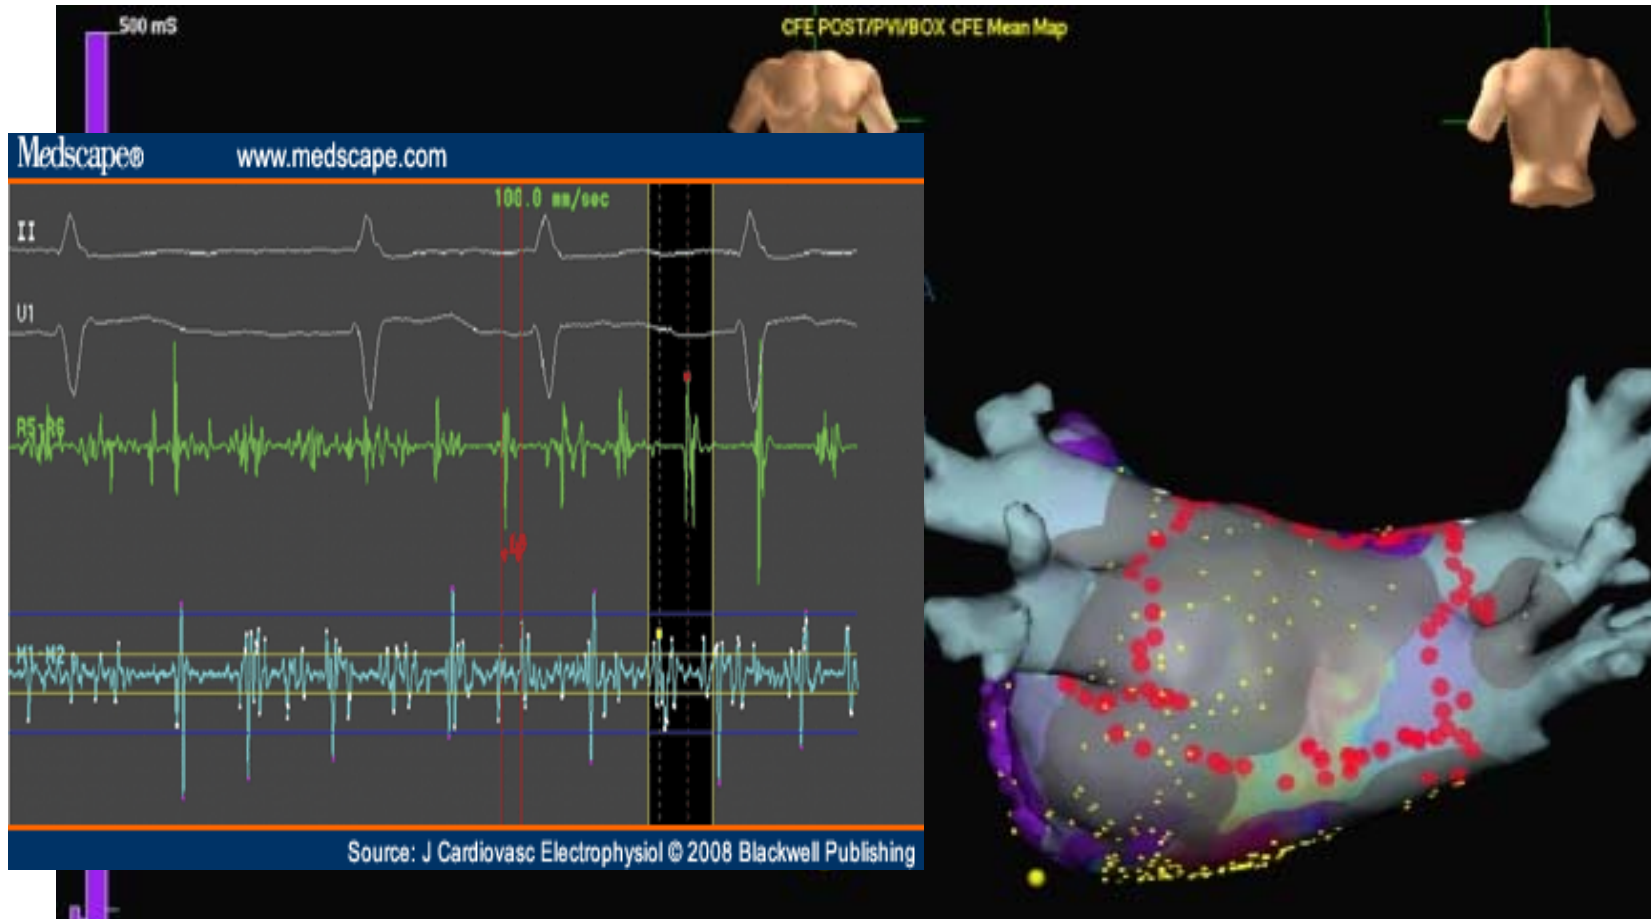 500 mS
CFE POST/PVI/BOX CFE Mean Map
Medscape® www.medscape.com
100.0 mm/sec
II
V1
R5-R6
M1-M2
Source: J Cardiovasc Electrophysiol © 2008 Blackwell Publishing